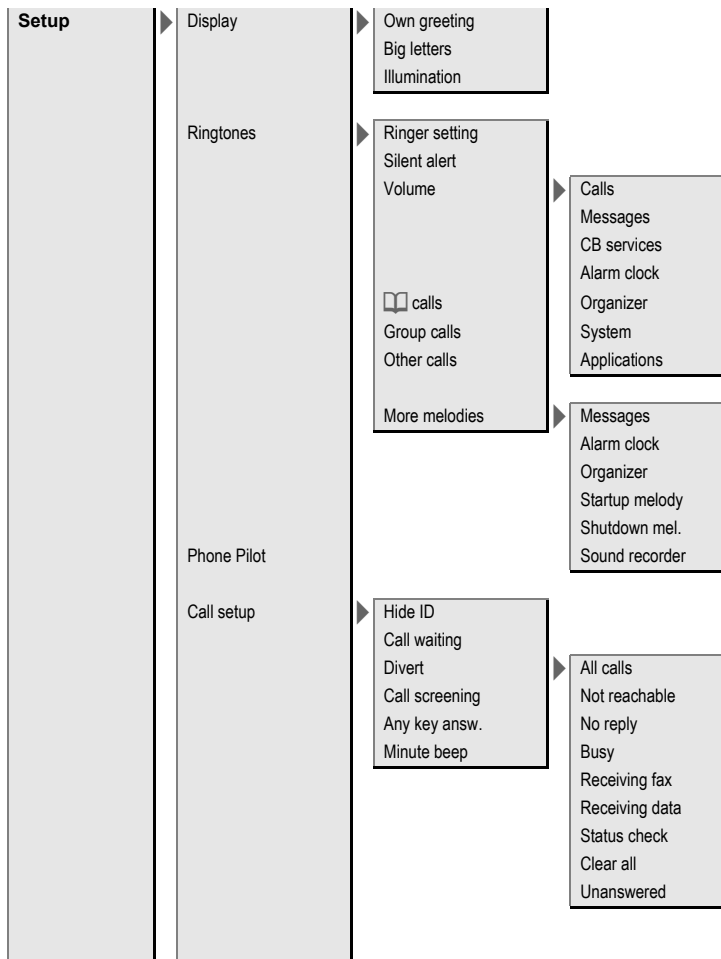 Setup
Display
Own greeting
Big letters
Illumination
Ringtones
Ringer setting
Silent alert
Volume
Calls
Messages
CB services
Alarm clock
Organizer
System
Applications
calls
Group calls
Other calls
More melodies
Messages
Alarm clock
Organizer
Startup melody
Shutdown mel.
Sound recorder
Phone Pilot
Call setup
Hide ID
Call waiting
Divert
All calls
Not reachable
No reply
Busy
Receiving fax
Receiving data
Status check
Clear all
Unanswered
Call screening
Any key answ.
Minute beep